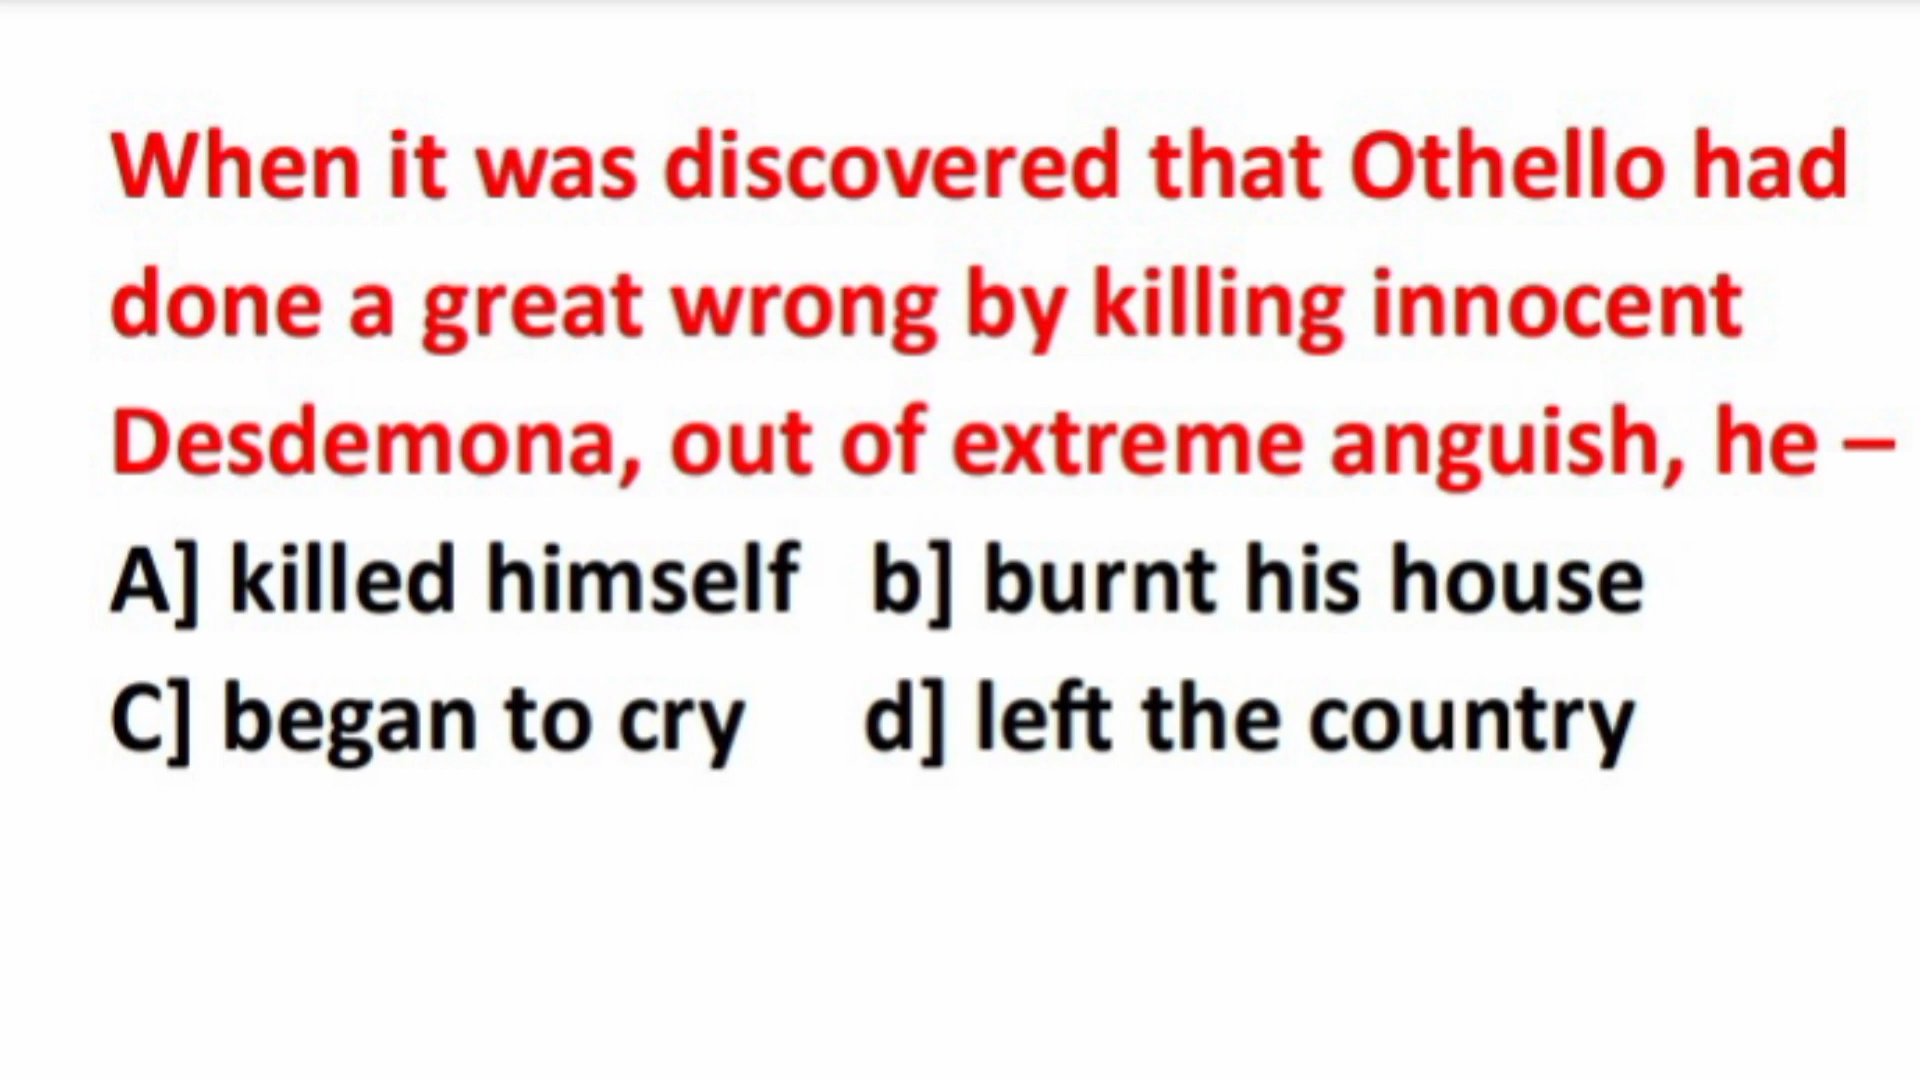 When it was discovered that Othello had
done a great wrong by killing innocent
Desdemona, out of extreme anguish, he –
A] killed himself b] burnt his house
C] began to cry d] left the country